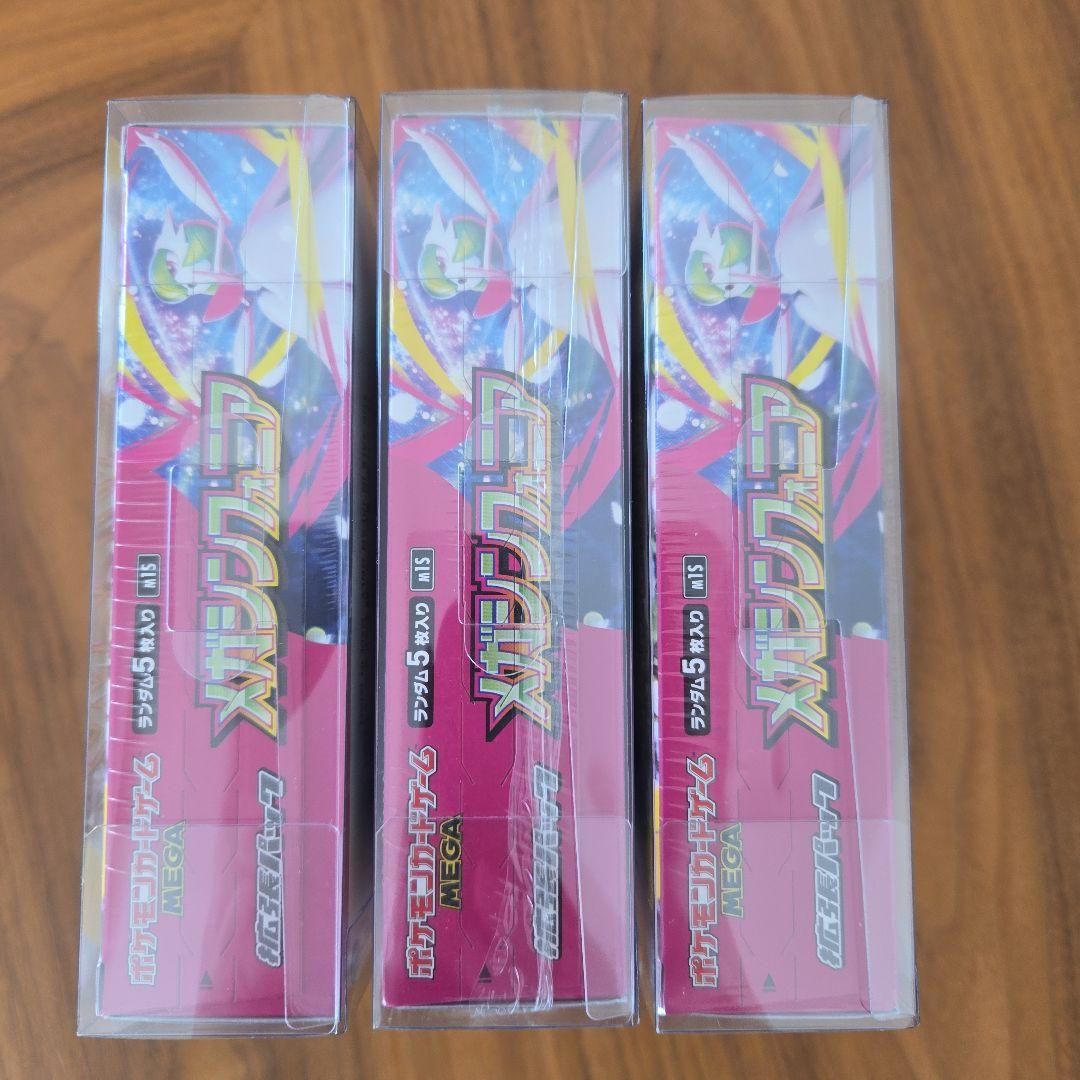 ポケモンカードゲーム
MEGA
ランダム5枚入り
M1S
拡張パック
メガシンフォニア
ポケモンカードゲーム
MEGA
ランダム5枚入り
M1S
拡張パック
メガシンフォニア
ポケモンカードゲーム
MEGA
ランダム5枚入り
M1S
拡張パック
メガシンフォニア